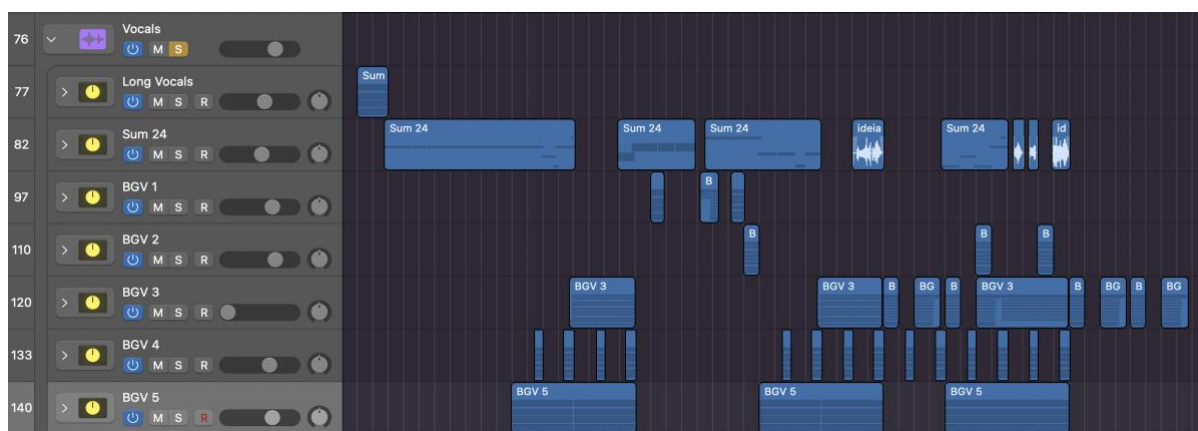 76 Vocals
M S
77 Long Vocals Sum
M S R
82 Sum 24 Sum 24 Sum 24 Sum 24 ideia Sum 24 id
M S R
97 BGV 1 B
M S R
110 BGV 2 B B B
M S R
120 BGV 3 BGV 3 BGV 3 B BG B BGV 3 B BG B BG
M S R
133 BGV 4
M S R
140 BGV 5 BGV 5 BGV 5 BGV 5
M S R